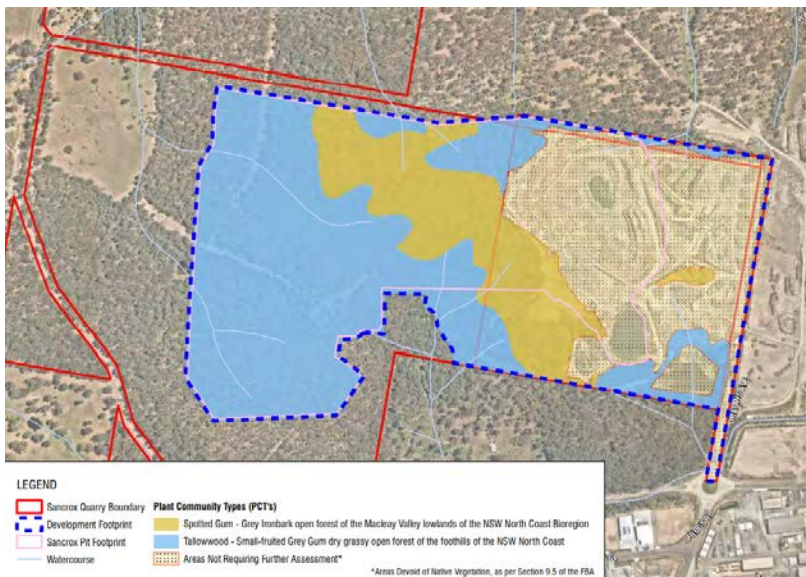 LEGEND
Sancrox Quarry Boundary
Development Footprint
Sancrox Pit Footprint
Watercourse
Plant Community Types (PCT's)
Spotted Gum - Grey Ironbark open forest of the Macleay Valley lowlands of the NSW North Coast Bioregion
Tallowwood - Small-fruited Grey Gum dry grassy open forest of the foothills of the NSW North Coast
Areas Not Requiring Further Assessment*
*Areas Devoid of Native Vegetation, as per Section 9.5 of the FBA